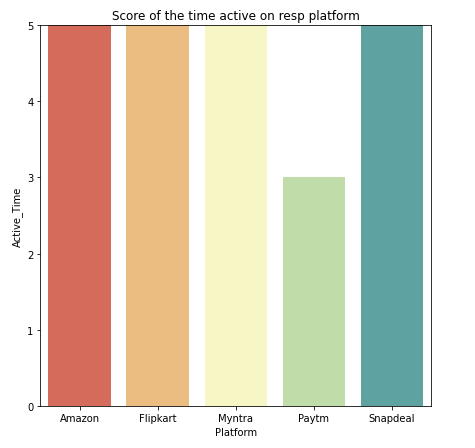 Score of the time active on resp platform
5
4
3
2
1
0
Active_Time
Amazon Flipkart Myntra Paytm Snapdeal
Platform